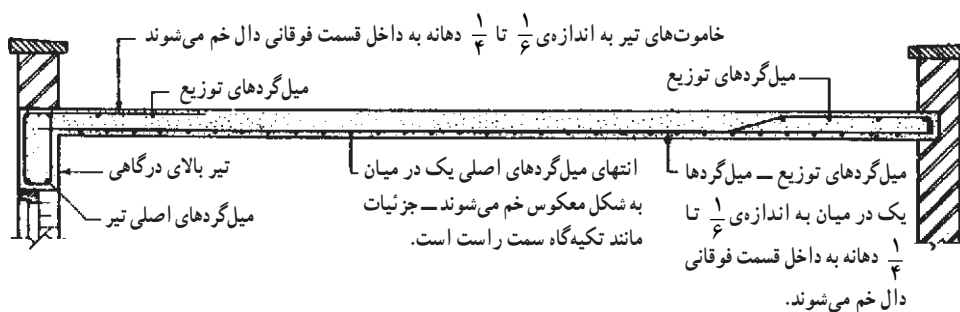 خاموت‌های تیر به اندازه‌ی ۱/۶ تا ۱/۴ دهانه به داخل قسمت فوقانی دال خم می‌شوند
میل‌گردهای توزیع
میل‌گردهای توزیع
تیر بالای درگاهی
میل‌گردهای اصلی تیر
انتهای میل‌گردهای اصلی یک در میان
به شکل معکوس خم می‌شوند ـ جزئیات
مانند تکیه‌گاه سمت راست است.
میل‌گردهای توزیع ـ میل‌گردها
یک در میان به اندازه‌ی ۱/۶ تا
۱/۴ دهانه به داخل قسمت فوقانی
دال خم می‌شوند.